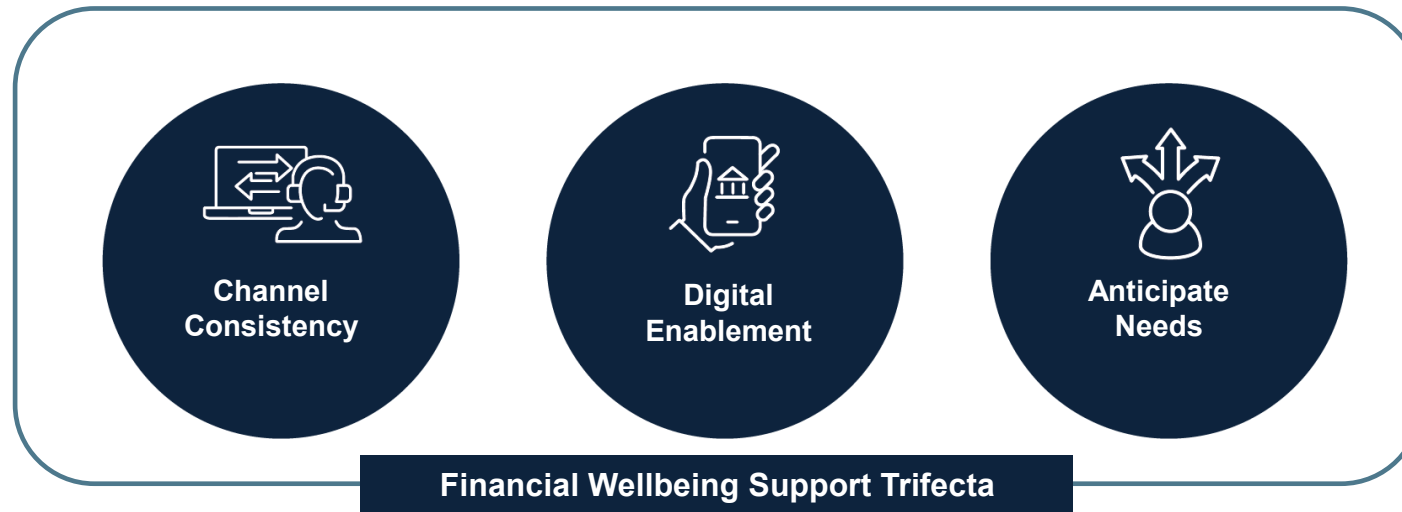 Channel
Consistency
Digital
Enablement
Anticipate
Needs
Financial Wellbeing Support Trifecta